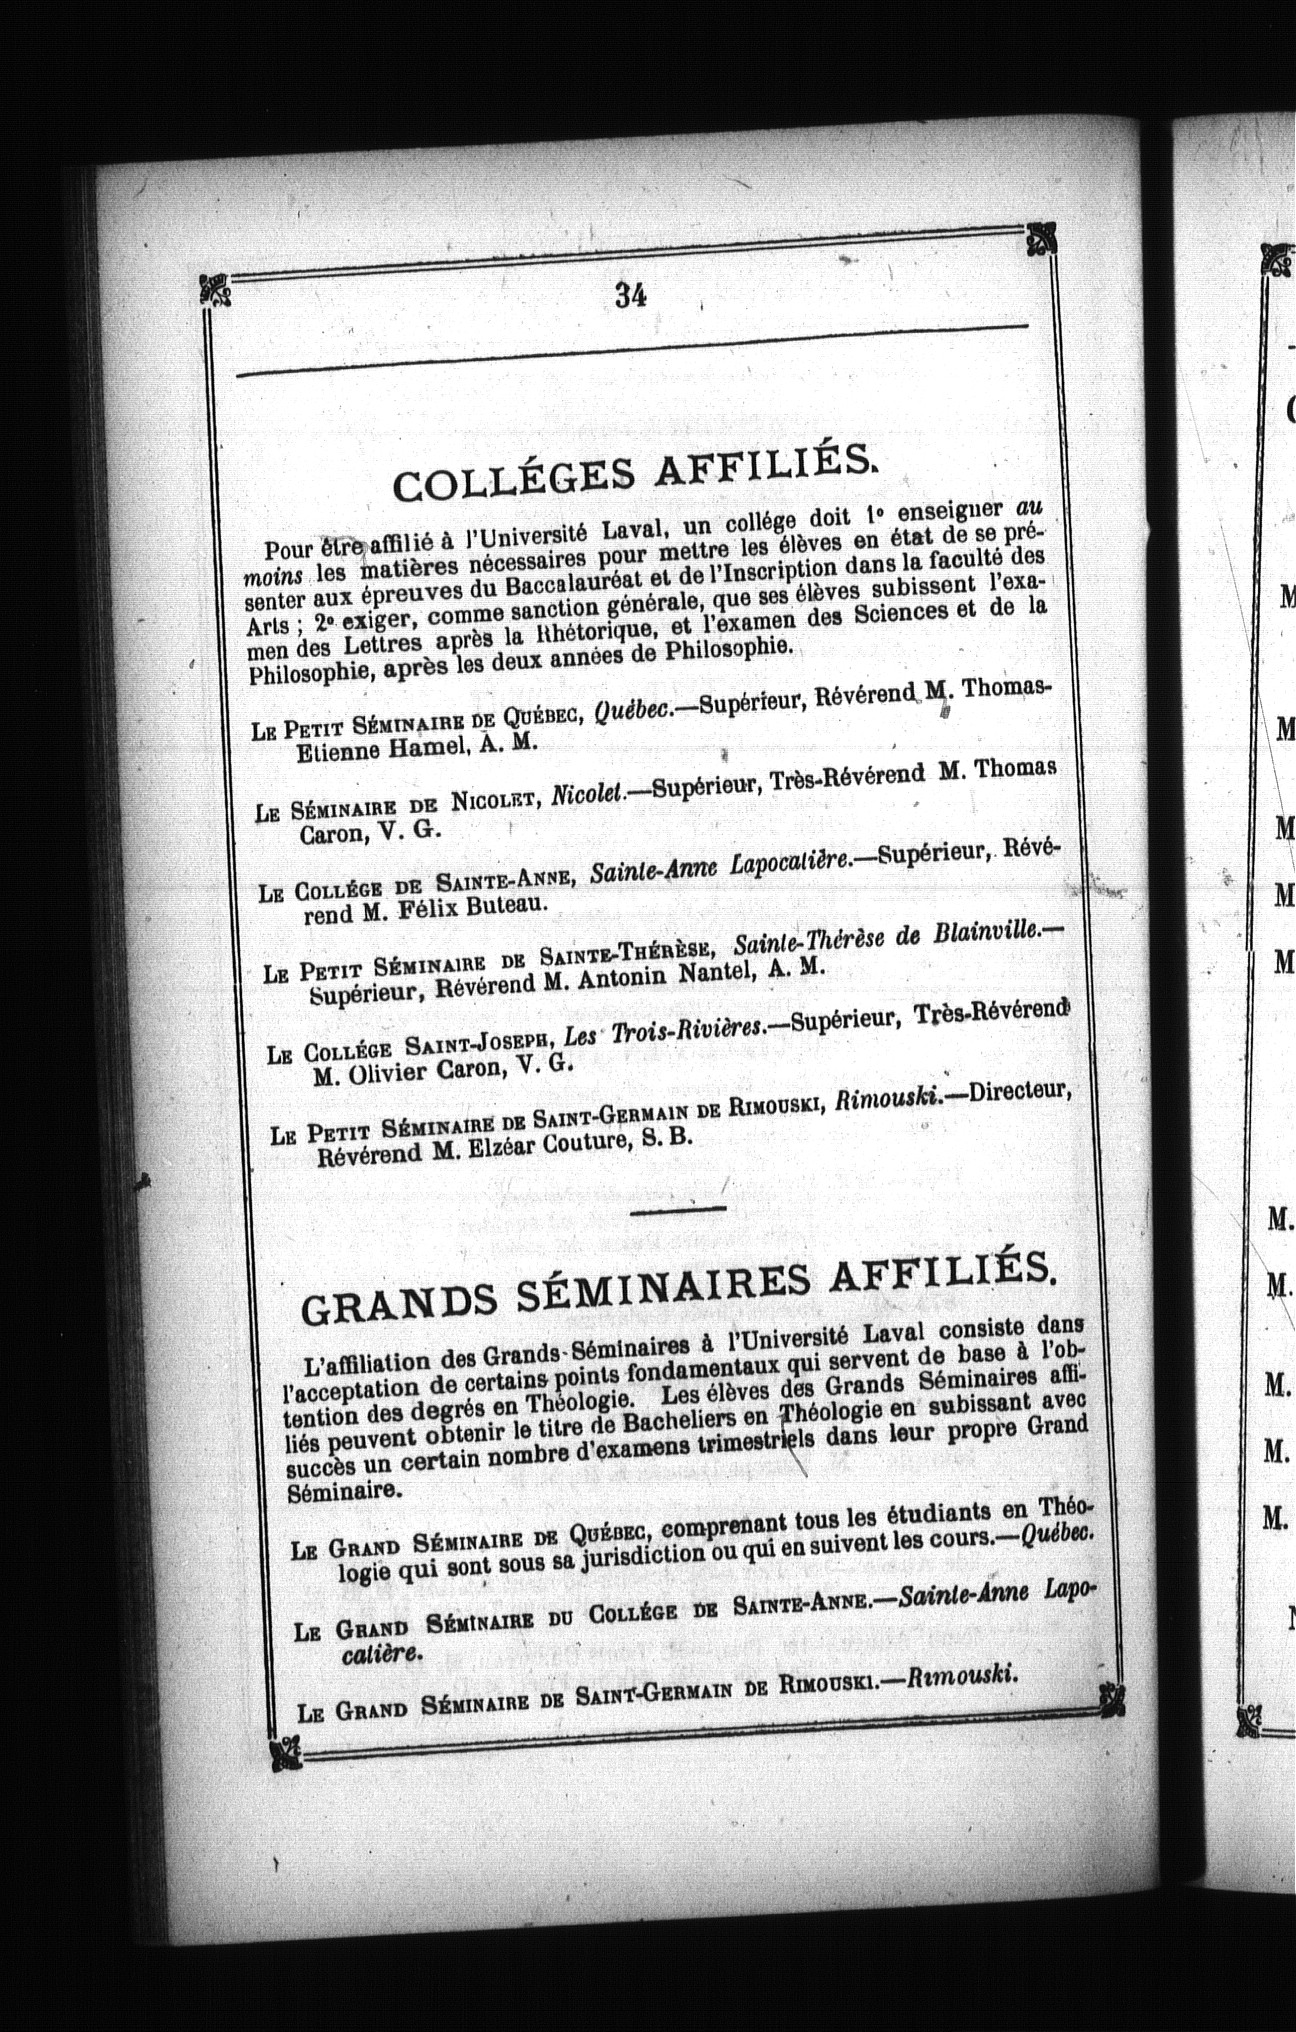 34
COLLÉGES AFFILIÉS.
Pour être affilié à l'Université Laval, un collége doit 1º enseigner au
moins les matières nécessaires pour mettre les élèves en état de se pré-
senter aux épreuves du Baccalauréat et de l'Inscription dans la faculté des
Arts ; 2º exiger, comme sanction générale, que ses élèves subissent l'exa-
men des Lettres après la Rhétorique, et l'examen des Sciences et de la
Philosophie, après les deux années de Philosophie.
LE PETIT SÉMINAIRE DE QUÉBEC, Québec.—Supérieur, Révérend M. Thomas-
Etienne Hamel, A. M.
LE SÉMINAIRE DE NICOLET, Nicolet.—Supérieur, Très-Révérend M. Thomas
Caron, V. G.
LE COLLÉGE DE SAINTE-ANNE, Sainte-Anne Lapocatière.—Supérieur, Révé-
rend M. Félix Buteau.
LE PETIT SÉMINAIRE DE SAINTE-THÉRÈSE, Sainte-Thérèse de Blainville.—
Supérieur, Révérend M. Antonin Nantel, A. M.
LE COLLÉGE SAINT-JOSEPH, Les Trois-Rivières.—Supérieur, Très-Révérend
M. Olivier Caron, V. G.
LE PETIT SÉMINAIRE DE SAINT-GERMAIN DE RIMOUSKI, Rimouski.—Directeur,
Révérend M. Elzéar Couture, S. B.
GRANDS SÉMINAIRES AFFILIÉS.
L'affiliation des Grands-Séminaires à l'Université Laval consiste dans
l'acceptation de certains points fondamentaux qui servent de base à l'ob-
tention des degrés en Théologie. Les élèves des Grands Séminaires affi-
liés peuvent obtenir le titre de Bacheliers en Théologie en subissant avec
succès un certain nombre d'examens trimestriels dans leur propre Grand
Séminaire.
LE GRAND SÉMINAIRE DE QUÉBEC, comprenant tous les étudiants en Théo-
logie qui sont sous sa jurisdiction ou qui en suivent les cours.—Québec.
LE GRAND SÉMINAIRE DU COLLÉGE DE SAINTE-ANNE.—Sainte-Anne Lapo-
catière.
LE GRAND SÉMINAIRE DE SAINT-GERMAIN DE RIMOUSKI.—Rimouski.
M
M
M
M
M
M.
M.
M.
M.
M.